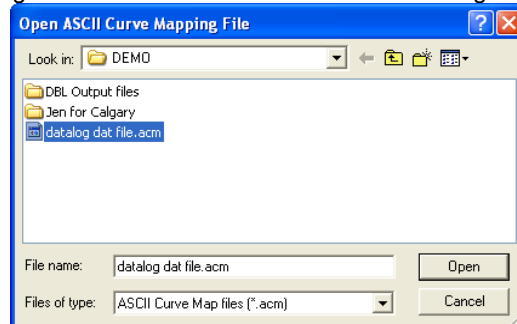 Open ASCII Curve Mapping File
Look in: DEMO
DBL Output files
Jen for Calgary
datalog dat file.acm
File name: datalog dat file.acm Open
Files of type: ASCII Curve Map files (*.acm) Cancel